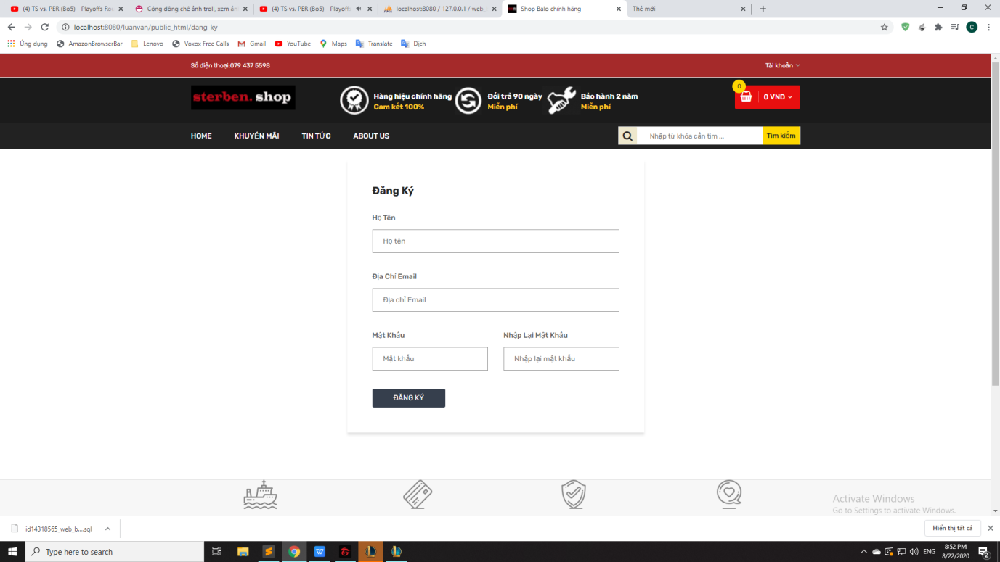 (4) TS vs. PER (Bo5) - Playoffs Rou
Cộng đồng chế ảnh troll, xem ản
(4) TS vs. PER (Bo5) - Playoffs
localhost:8080 / 127.0.0.1 / web_
Shop Balo chính hãng
Thẻ mới
localhost:8080/luanvan/public_html/dang-ky
Ứng dụng
AmazonBrowserBar
Lenovo
Voxox Free Calls
Gmail
YouTube
Maps
Translate
Dịch
C
Số điện thoại:079 437 5598
Tài khoản
sterben. shop
Hàng hiệu chính hãng
Cam kết 100%
Đổi trả 90 ngày
Miễn phí
Bảo hành 2 năm
Miễn phí
0
0 VND
HOME
KHUYẾN MÃI
TIN TỨC
ABOUT US
Nhập từ khóa cần tìm ...
Tìm kiếm
Đăng Ký
Họ Tên
Họ tên
Địa Chỉ Email
Địa chỉ Email
Mật Khẩu
Nhập Lại Mật Khẩu
Mật khẩu
Nhập lại mật khẩu
ĐĂNG KÝ
Activate Windows
Go to Settings to activate Windows.
id14318565_web_b....sql
Hiển thị tất cả
Type here to search
ENG
8:52 PM
8/22/2020
2